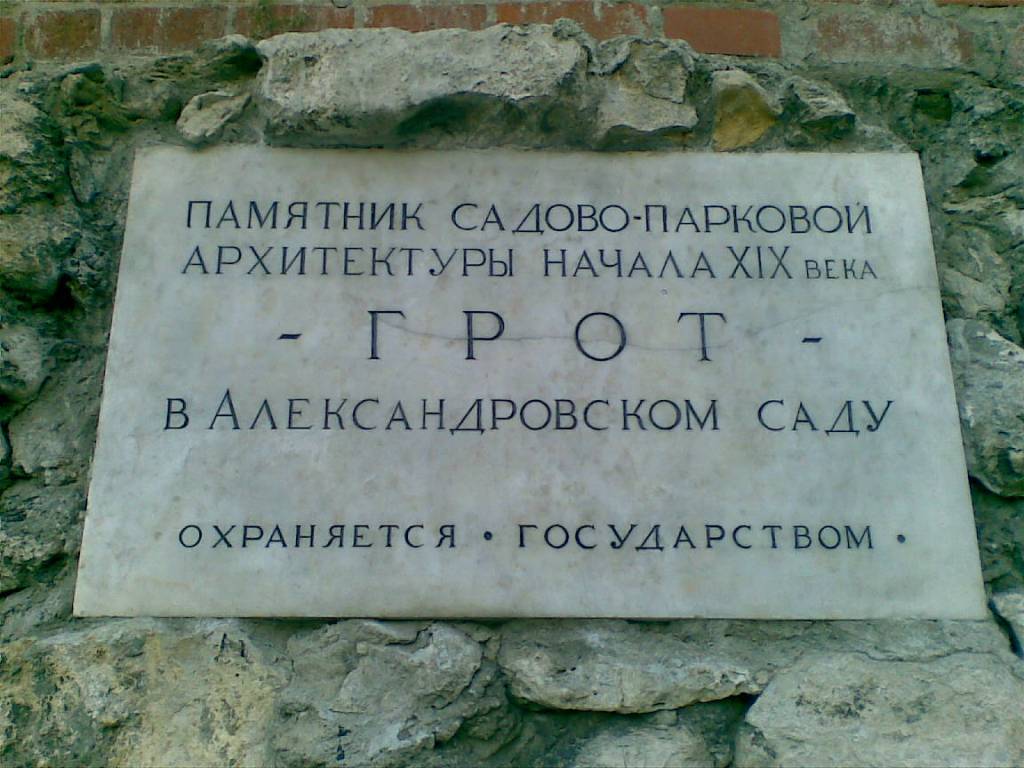 ПАМЯТНИК САДОВО-ПАРКОВОЙ
АРХИТЕКТУРЫ НАЧАЛА XIX ВЕКА
- ГРОТ -
В АЛЕКСАНДРОВСКОМ САДУ
ОХРАНЯЕТСЯ • ГОСУДАРСТВОМ •